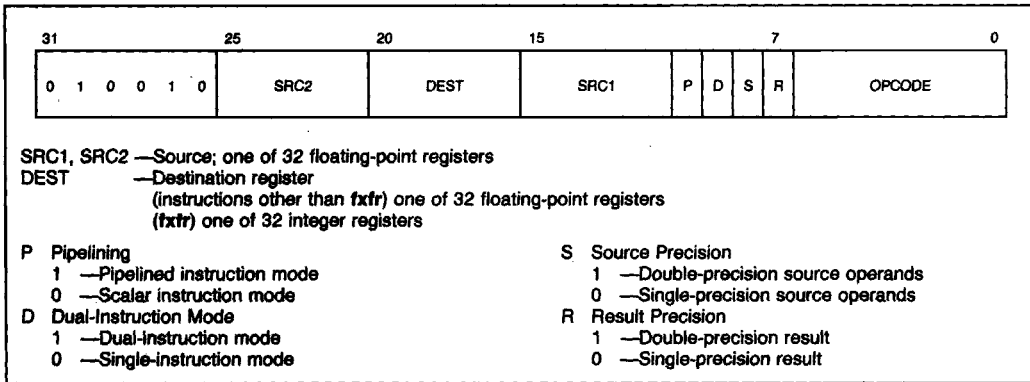 31 25 20 15 7 0
0 1 0 0 1 0 SRC2 DEST SRC1 P D S R OPCODE
SRC1, SRC2 —Source; one of 32 floating-point registers
DEST —Destination register
(instructions other than fxfr) one of 32 floating-point registers
(fxfr) one of 32 integer registers
P Pipelining
1 —Pipelined instruction mode
0 —Scalar instruction mode
D Dual-Instruction Mode
1 —Dual-instruction mode
0 —Single-instruction mode
S Source Precision
1 —Double-precision source operands
0 —Single-precision source operands
R Result Precision
1 —Double-precision result
0 —Single-precision result